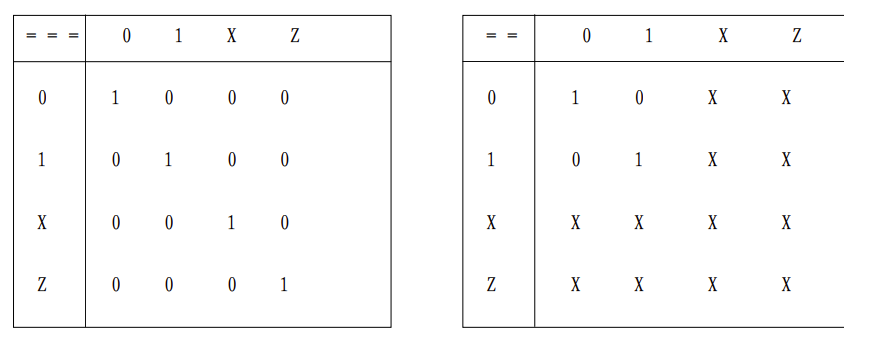 = = = 0 1 X Z
0 1 0 0 0
1 0 1 0 0
X 0 0 1 0
Z 0 0 0 1
= = 0 1 X Z
0 1 0 X X
1 0 1 X X
X X X X X
Z X X X X